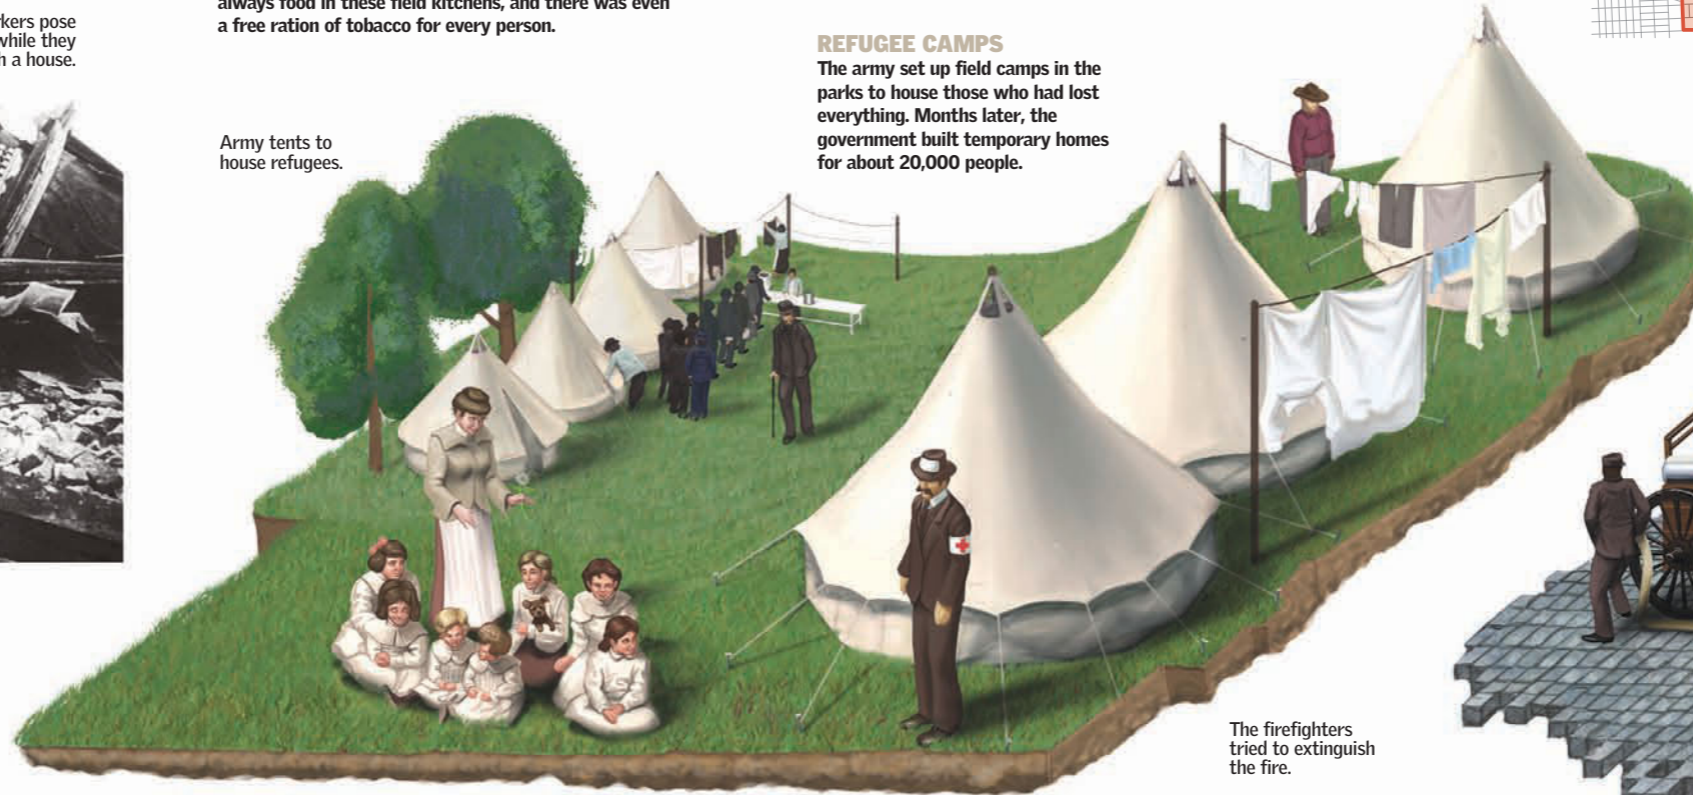 kers pose
while they
h a house.
always food in these field kitchens, and there was even
a free ration of tobacco for every person.
Army tents to
house refugees.
REFUGEE CAMPS
The army set up field camps in the
parks to house those who had lost
everything. Months later, the
government built temporary homes
for about 20,000 people.
The firefighters
tried to extinguish
the fire.